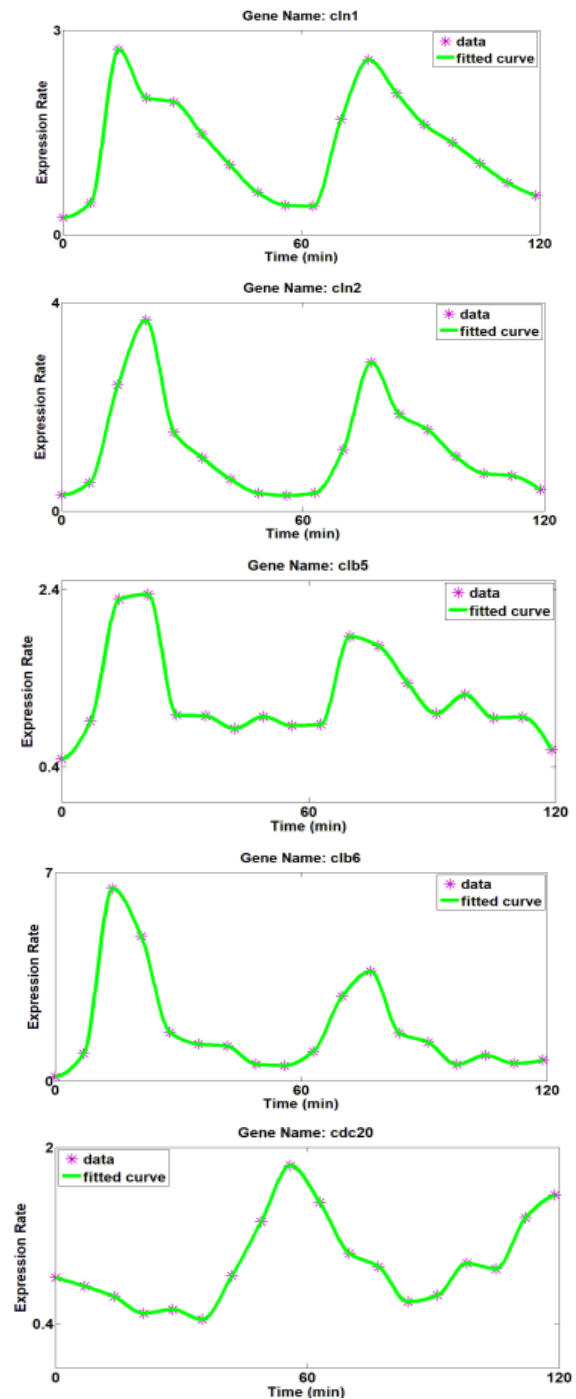 Gene Name: cln1
3
data
fitted curve
Expression Rate
0
0
60
120
Time (min)
Gene Name: cln2
4
data
fitted curve
Expression Rate
0
0
60
120
Time (min)
Gene Name: clb5
2.4
data
fitted curve
Expression Rate
0.4
60
120
Time (min)
Gene Name: clb6
7
data
fitted curve
Expression Rate
0
0
60
120
Time (min)
Gene Name: cdc20
2
data
fitted curve
Expression Rate
0.4
0
60
120
Time (min)